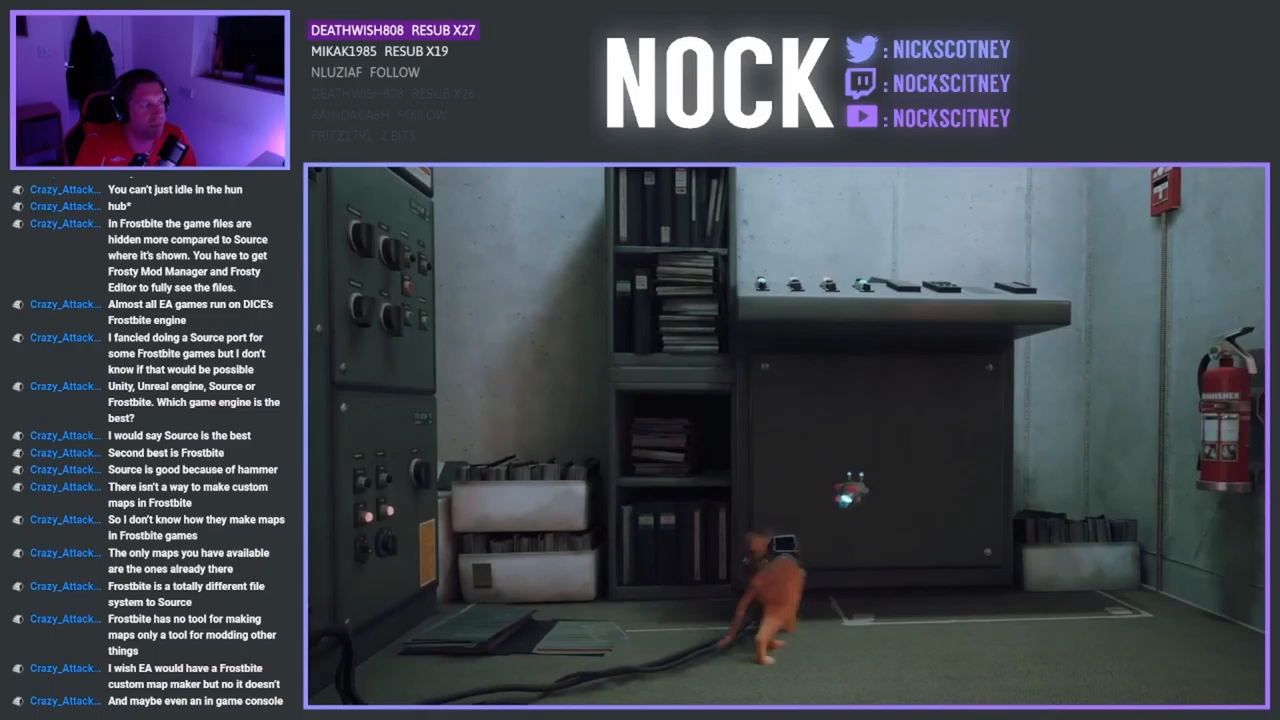 DEATHWISH808 RESUB X27
MIKAK1985 RESUB X19
NLUZIAF FOLLOW
DEATHWISH808 RESUB X26
RAINDAKASH FOLLOW
FRITZ1791 2 BITS
NOCK
: NICKSCOTNEY
: NOCKSCITNEY
: NOCKSCITNEY
Crazy_Attack... You can't just idle in the hun
Crazy_Attack... hub*
Crazy_Attack... In Frostbite the game files are
hidden more compared to Source
where it's shown. You have to get
Frosty Mod Manager and Frosty
Editor to fully see the files.
Crazy_Attack... Almost all EA games run on DICE's
Frostbite engine
Crazy_Attack... I fancied doing a Source port for
some Frostbite games but I don't
know if that would be possible
Crazy_Attack... Unity, Unreal engine, Source or
Frostbite. Which game engine is the
best?
Crazy_Attack... I would say Source is the best
Crazy_Attack... Second best is Frostbite
Crazy_Attack... Source is good because of hammer
Crazy_Attack... There isn't a way to make custom
maps in Frostbite
Crazy_Attack... So I don't know how they make maps
in Frostbite games
Crazy_Attack... The only maps you have available
are the ones already there
Crazy_Attack... Frostbite is a totally different file
system to Source
Crazy_Attack... Frostbite has no tool for making
maps only a tool for modding other
things
Crazy_Attack... I wish EA would have a Frostbite
custom map maker but no it doesn't
Crazy_Attack... And maybe even an in game console